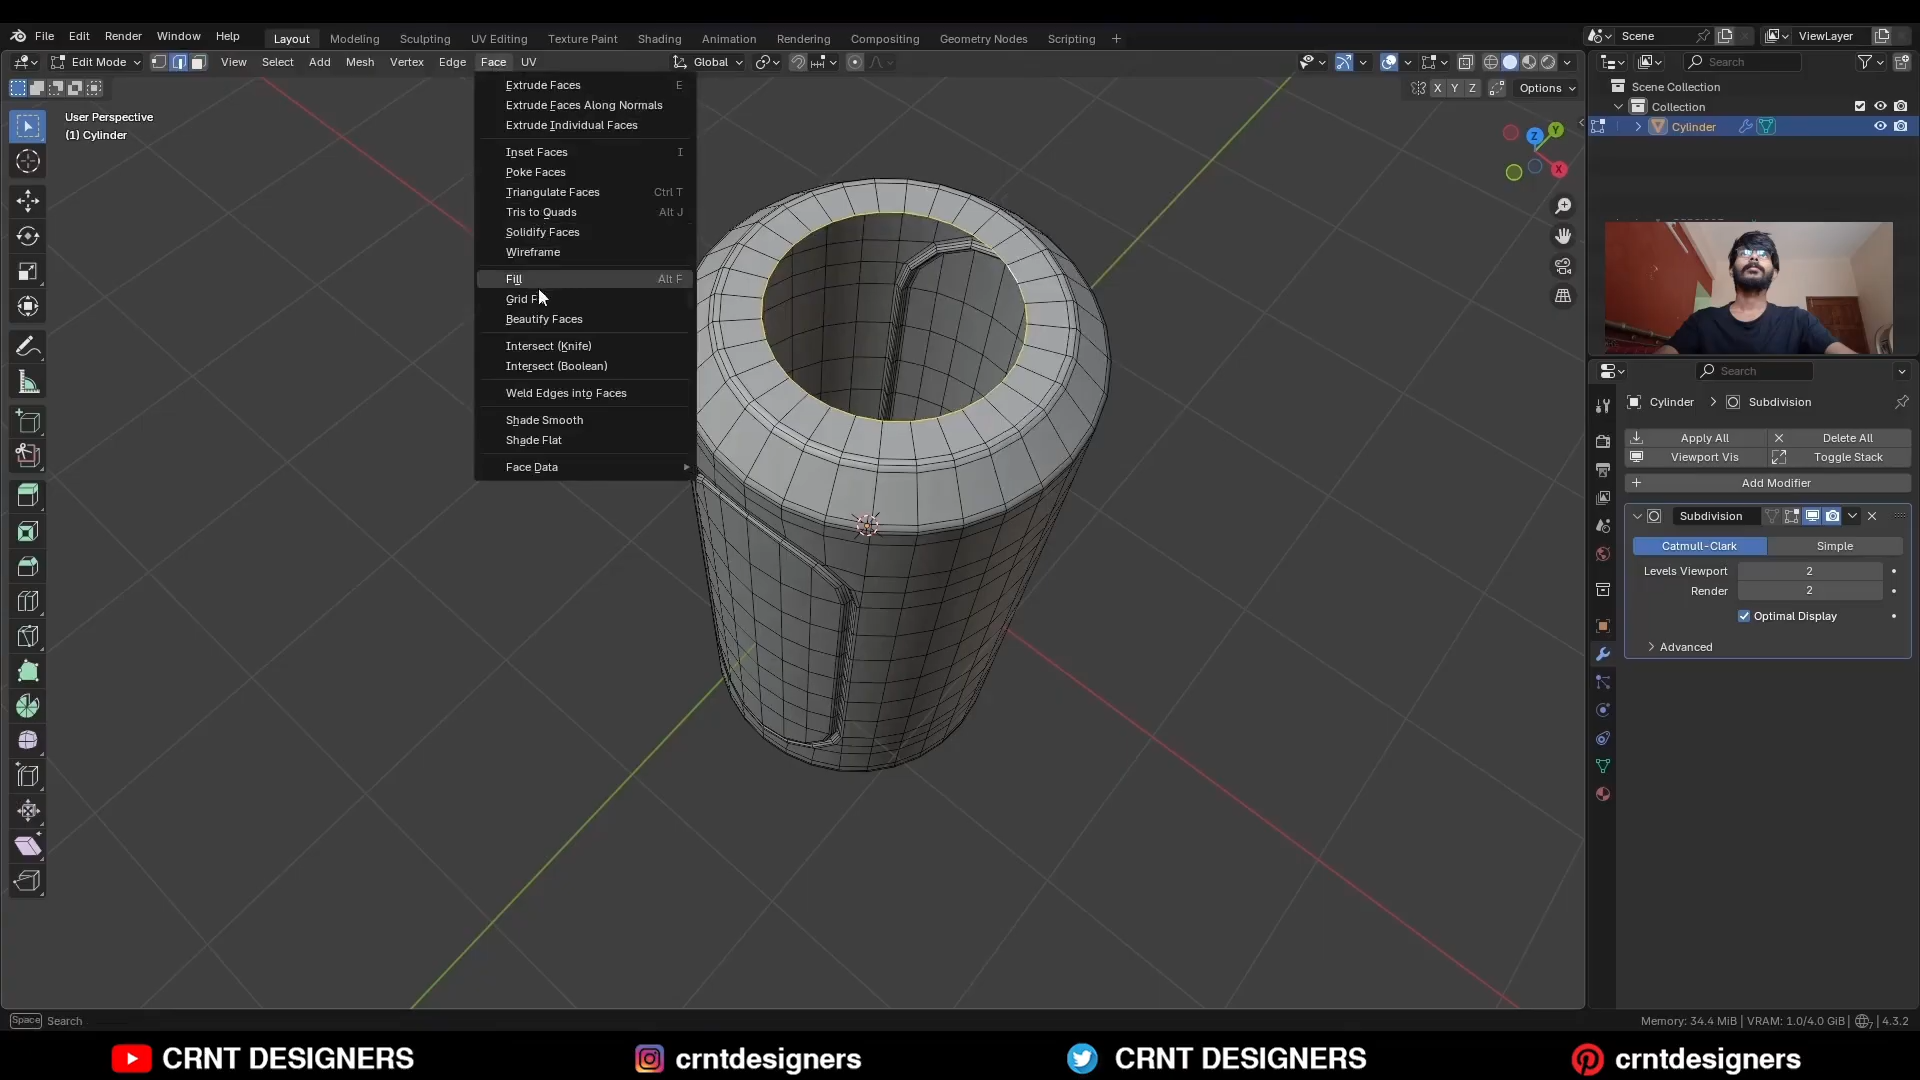 File Edit Render Window Help
Layout Modeling Sculpting UV Editing Texture Paint Shading Animation Rendering Compositing Geometry Nodes Scripting +
Scene
ViewLayer
Edit Mode View Select Add Mesh Vertex Edge Face UV
Global
Search
X Y Z Options
Scene Collection
Collection
Cylinder
User Perspective
(1) Cylinder
Extrude Faces E
Extrude Faces Along Normals
Extrude Individual Faces
Inset Faces I
Poke Faces
Triangulate Faces Ctrl T
Tris to Quads Alt J
Solidify Faces
Wireframe
Fill Alt F
Grid
Beautify Faces
Intersect (Knife)
Intersect (Boolean)
Weld Edges into Faces
Shade Smooth
Shade Flat
Face Data
Z Y X
Search
Cylinder > Subdivision
Apply All Delete All
Viewport Vis Toggle Stack
Add Modifier
Subdivision
Catmull-Clark Simple
Levels Viewport 2
Render 2
Optimal Display
Advanced
Space Search
Memory: 34.4 MiB | VRAM: 1.0/4.0 GiB | 7 | 4.3.2
CRNT DESIGNERS crntdesigners CRNT DESIGNERS crntdesigners